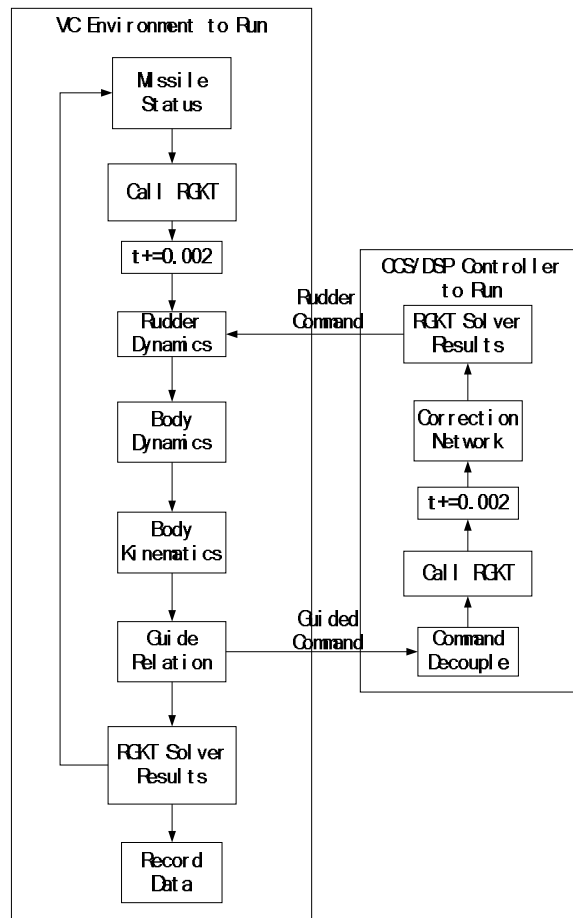 VC Environment to Run
Missile
Status
Call RGKT
t+=0.002
Rudder
Dynamics
Body
Dynamics
Body
Kinematics
Guide
Relation
RGKT Solver
Results
Record
Data
Rudder
Command
Guided
Command
CCS/DSP Controller
to Run
RGKT Solver
Results
Correction
Network
t+=0.002
Call RGKT
Command
Decouple